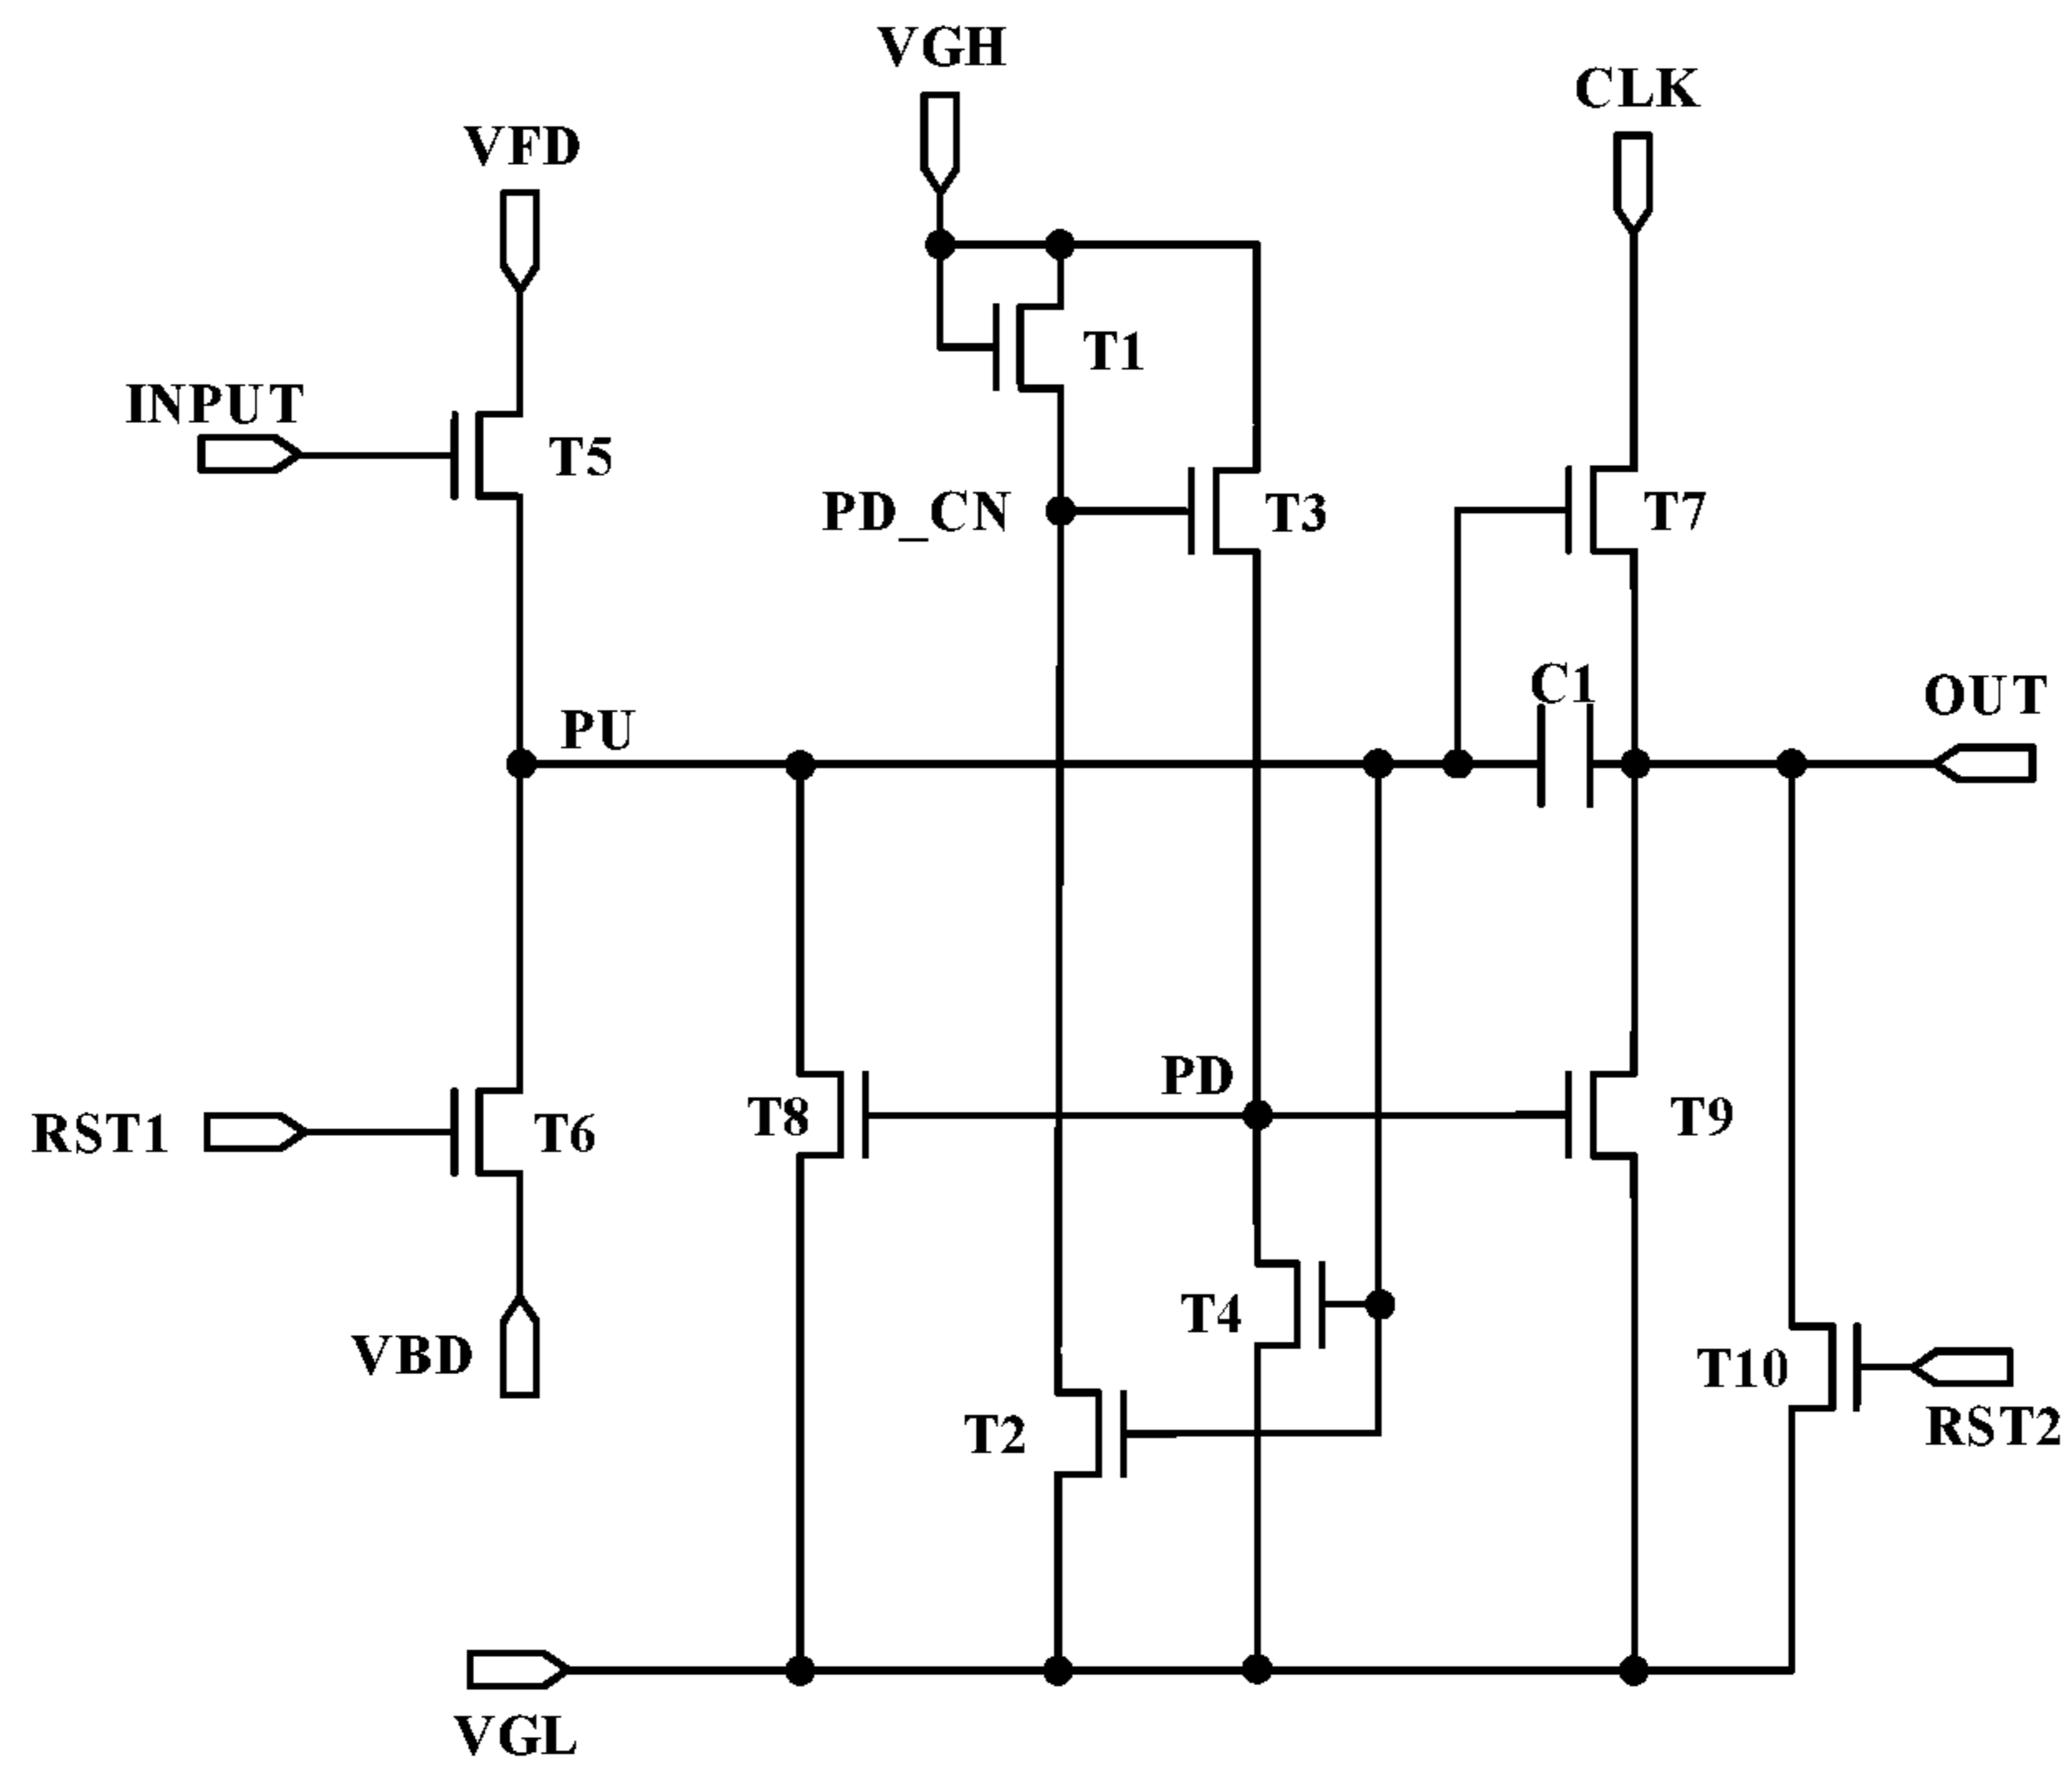 VGH
CLK
VFD
T1
INPUT
T5
PD_CN
T3
T7
C1
OUT
PU
PD
T8
T9
RST1
T6
T4
VBD
T10
T2
RST2
VGL